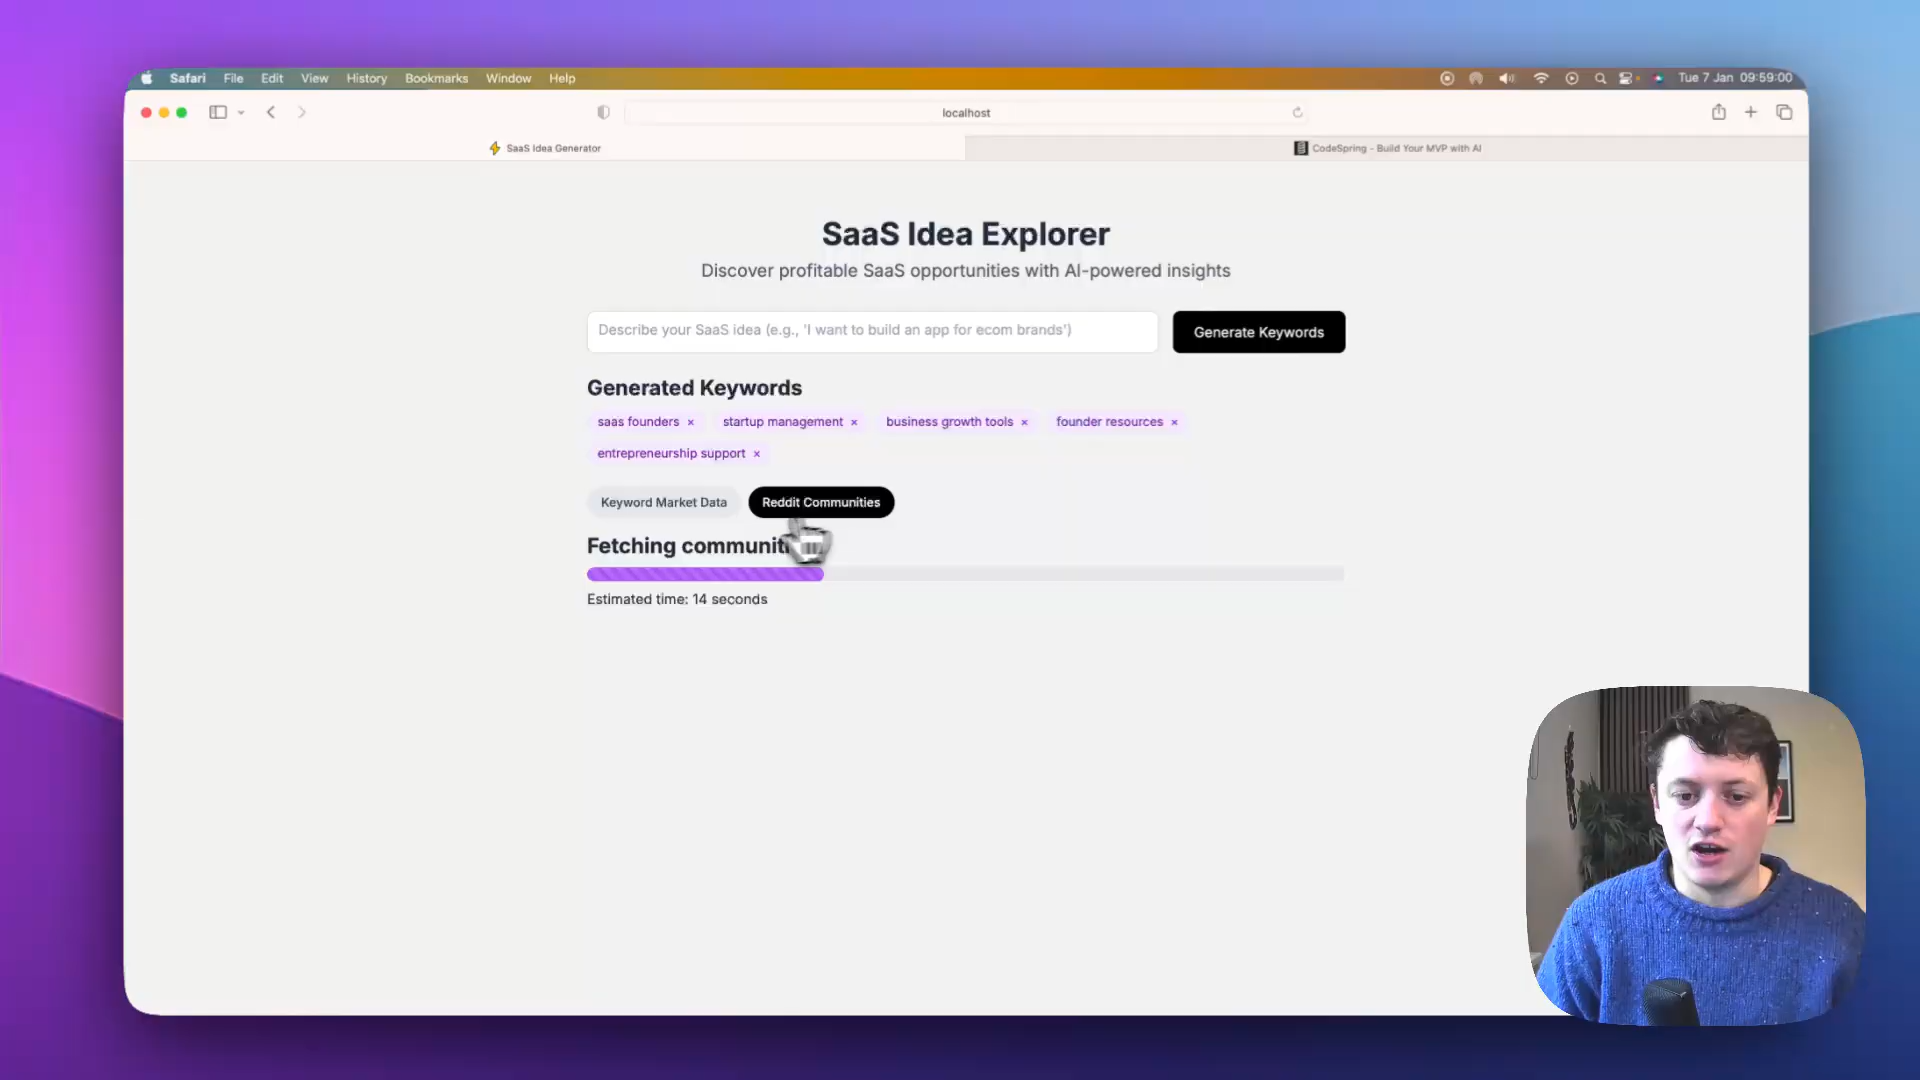 Safari File Edit View History Bookmarks Window Help Tue 7 Jan 09:59:00
localhost
SaaS Idea Generator CodeSpring - Build Your MVP with AI
SaaS Idea Explorer
Discover profitable SaaS opportunities with AI-powered insights
Describe your SaaS idea (e.g., 'I want to build an app for ecom brands') Generate Keywords
Generated Keywords
saas founders × startup management × business growth tools × founder resources ×
entrepreneurship support ×
Keyword Market Data Reddit Communities
Fetching
Estimated time: 14 seconds